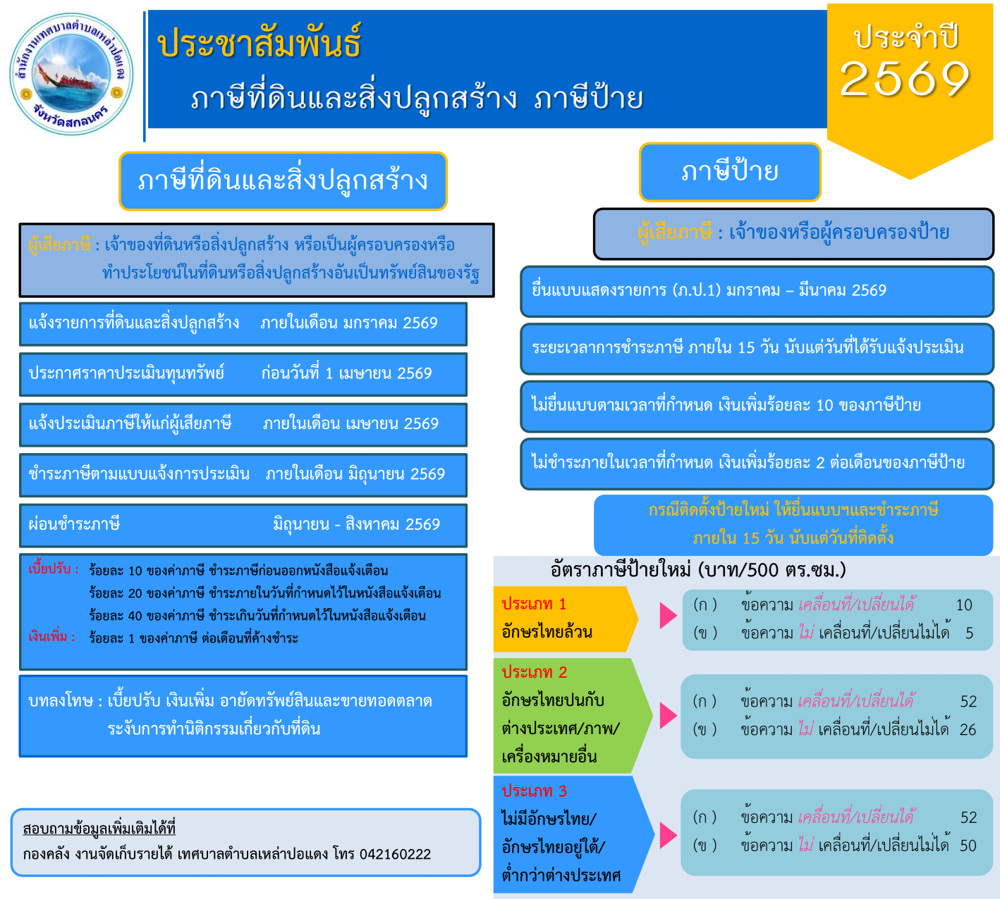 สำนักงานเทศบาลตำบลเหล่าปอแดง
จังหวัดสกลนคร
ประชาสัมพันธ์
ภาษีที่ดินและสิ่งปลูกสร้าง ภาษีป้าย
ประจำปี
2569
ภาษีที่ดินและสิ่งปลูกสร้าง
ผู้เสียภาษี : เจ้าของที่ดินหรือสิ่งปลูกสร้าง หรือเป็นผู้ครอบครองหรือ
ทำประโยชน์ในที่ดินหรือสิ่งปลูกสร้างอันเป็นทรัพย์สินของรัฐ
แจ้งรายการที่ดินและสิ่งปลูกสร้าง ภายในเดือน มกราคม 2569
ประกาศราคาประเมินทุนทรัพย์ ก่อนวันที่ 1 เมษายน 2569
แจ้งประเมินภาษีให้แก่ผู้เสียภาษี ภายในเดือน เมษายน 2569
ชำระภาษีตามแบบแจ้งการประเมิน ภายในเดือน มิถุนายน 2569
ผ่อนชำระภาษี มิถุนายน - สิงหาคม 2569
เบี้ยปรับ : ร้อยละ 10 ของค่าภาษี ชำระภาษีก่อนออกหนังสือแจ้งเตือน
ร้อยละ 20 ของค่าภาษี ชำระภายในวันที่กำหนดไว้ในหนังสือแจ้งเตือน
ร้อยละ 40 ของค่าภาษี ชำระเกินวันที่กำหนดไว้ในหนังสือแจ้งเตือน
เงินเพิ่ม : ร้อยละ 1 ของค่าภาษี ต่อเดือนที่ค้างชำระ
บทลงโทษ : เบี้ยปรับ เงินเพิ่ม อายัดทรัพย์สินและขายทอดตลาด
ระงับการทำนิติกรรมเกี่ยวกับที่ดิน
สอบถามข้อมูลเพิ่มเติมได้ที่
กองคลัง งานจัดเก็บรายได้ เทศบาลตำบลเหล่าปอแดง โทร 042160222
ภาษีป้าย
ผู้เสียภาษี : เจ้าของหรือผู้ครอบครองป้าย
ยื่นแบบแสดงรายการ (ภ.ป.1) มกราคม – มีนาคม 2569
ระยะเวลาการชำระภาษี ภายใน 15 วัน นับแต่วันที่ได้รับแจ้งประเมิน
ไม่ยื่นแบบตามเวลาที่กำหนด เงินเพิ่มร้อยละ 10 ของภาษีป้าย
ไม่ชำระภายในเวลาที่กำหนด เงินเพิ่มร้อยละ 2 ต่อเดือนของภาษีป้าย
กรณีติดตั้งป้ายใหม่ ให้ยื่นแบบฯและชำระภาษี
ภายใน 15 วัน นับแต่วันที่ติดตั้ง
อัตราภาษีป้ายใหม่ (บาท/500 ตร.ซม.)
ประเภท 1
อักษรไทยล้วน
(ก ) ข้อความ เคลื่อนที่/เปลี่ยนได้ 10
(ข ) ข้อความ ไม่ เคลื่อนที่/เปลี่ยนไม่ได้ 5
ประเภท 2
อักษรไทยปนกับ
ต่างประเทศ/ภาพ/
เครื่องหมายอื่น
(ก ) ข้อความ เคลื่อนที่/เปลี่ยนได้ 52
(ข ) ข้อความ ไม่ เคลื่อนที่/เปลี่ยนไม่ได้ 26
ประเภท 3
ไม่มีอักษรไทย/
อักษรไทยอยู่ใต้/
ต่ำกว่าต่างประเทศ
(ก ) ข้อความ เคลื่อนที่/เปลี่ยนได้ 52
(ข ) ข้อความ ไม่ เคลื่อนที่/เปลี่ยนไม่ได้ 50